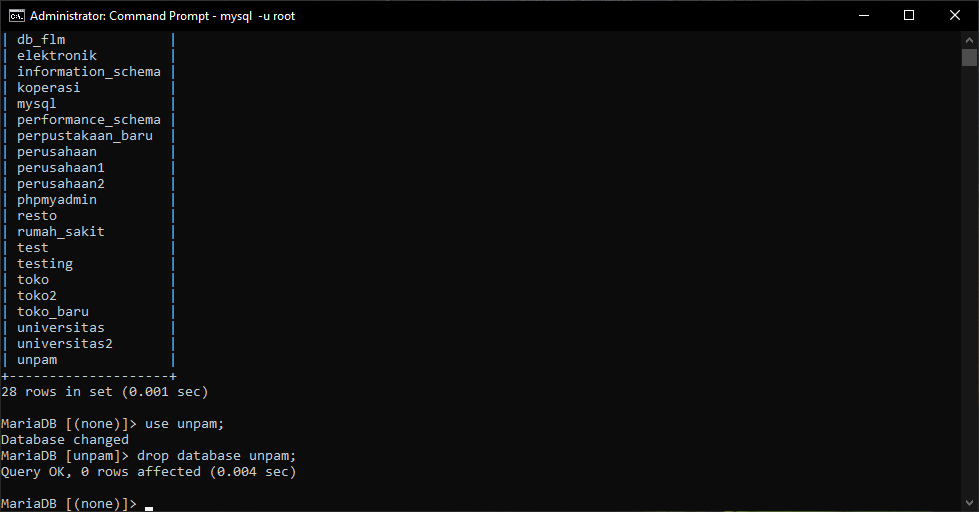 Administrator: Command Prompt - mysql  -u root
| db_flm             |
| elektronik         |
| information_schema |
| koperasi           |
| mysql              |
| performance_schema |
| perpustakaan_baru  |
| perusahaan         |
| perusahaan1        |
| perusahaan2        |
| phpmyadmin         |
| resto              |
| rumah_sakit        |
| test               |
| testing            |
| toko               |
| toko2              |
| toko_baru          |
| universitas        |
| universitas2       |
| unpam              |
+--------------------+
28 rows in set (0.001 sec)
MariaDB [(none)]> use unpam;
Database changed
MariaDB [unpam]> drop database unpam;
Query OK, 0 rows affected (0.004 sec)
MariaDB [(none)]> _